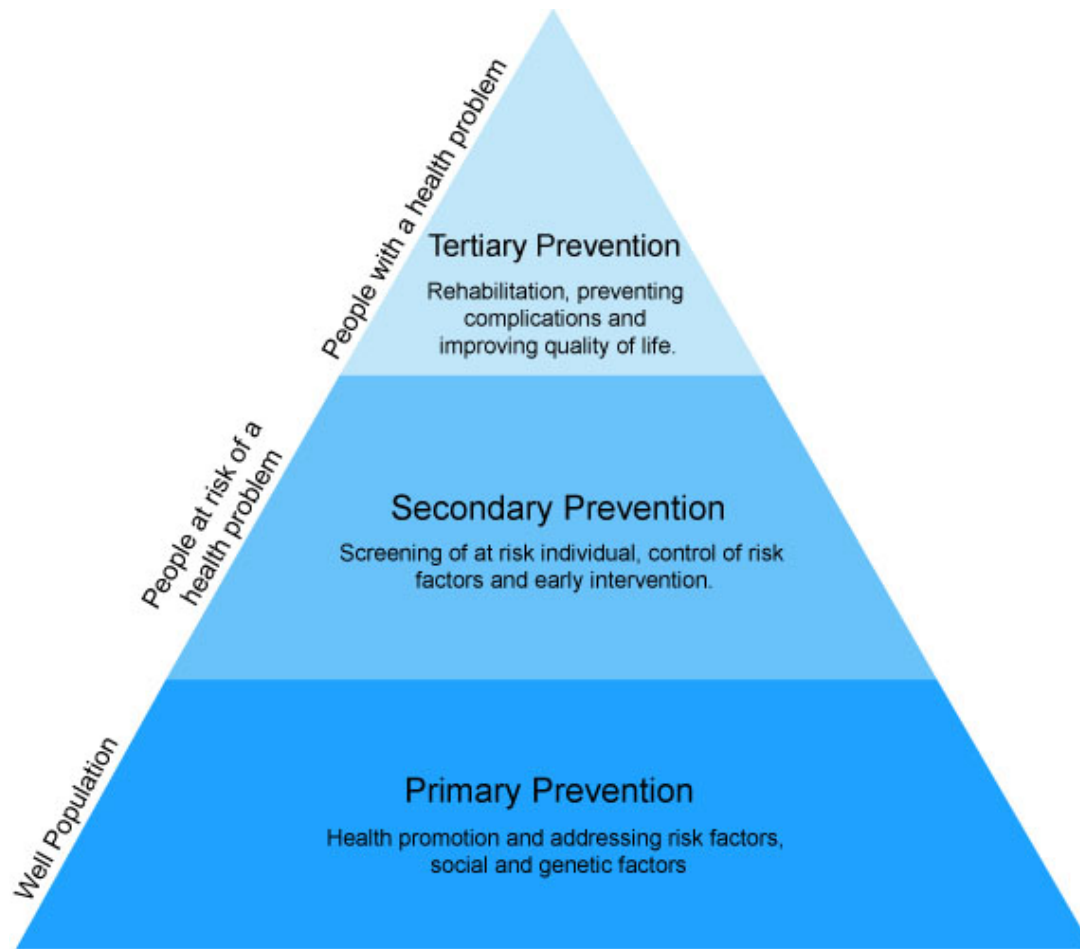 People with a health problem
Tertiary Prevention
Rehabilitation, preventing
complications and
improving quality of life.
People at risk of a
health problem
Secondary Prevention
Screening of at risk individual, control of risk
factors and early intervention.
Well Population
Primary Prevention
Health promotion and addressing risk factors,
social and genetic factors